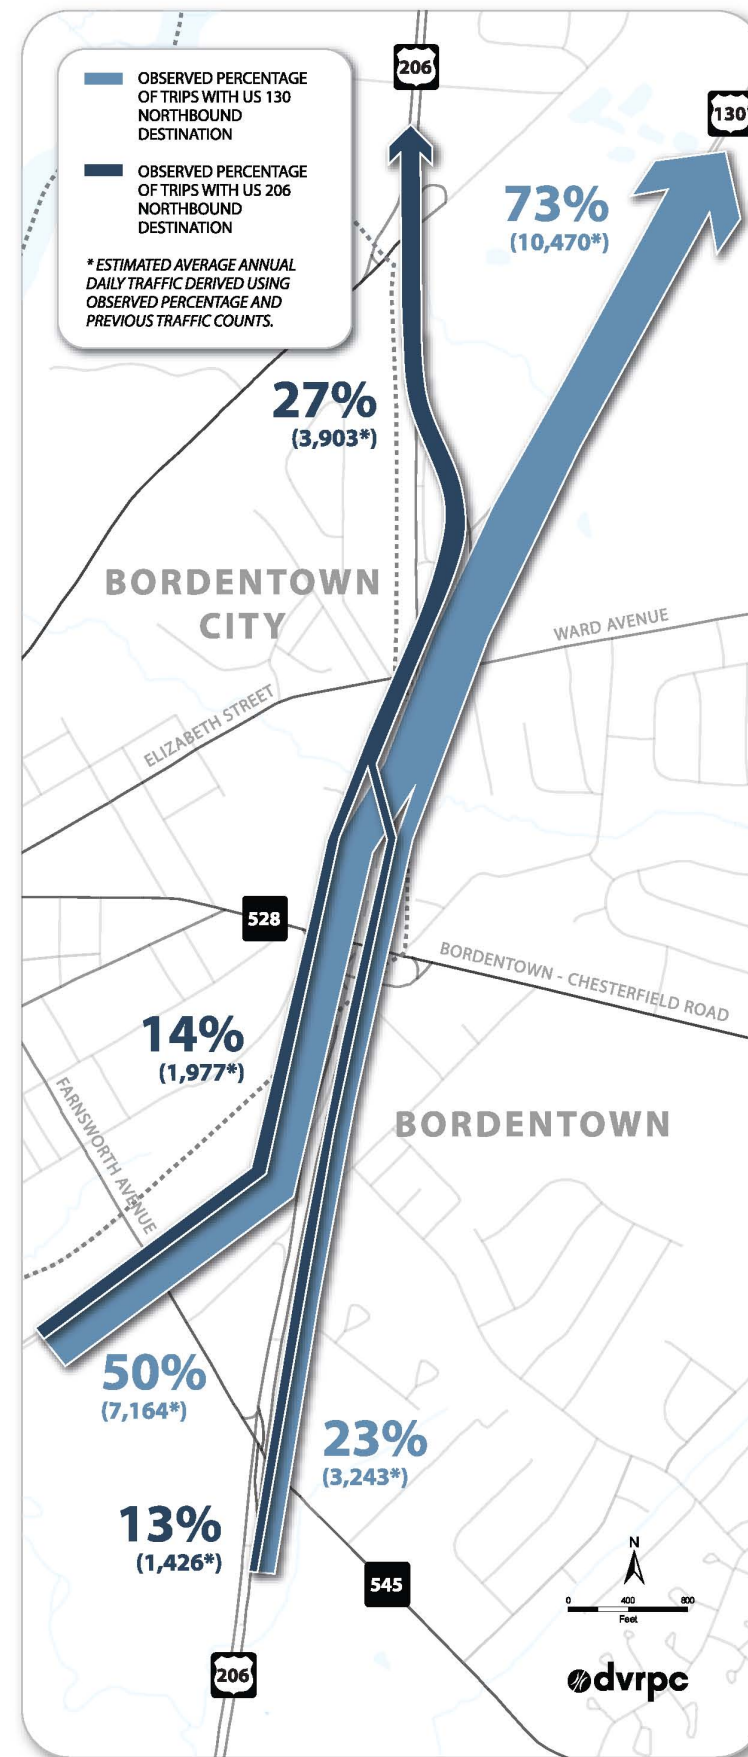 206
130
OBSERVED PERCENTAGE
OF TRIPS WITH US 130
NORTHBOUND
DESTINATION
OBSERVED PERCENTAGE
OF TRIPS WITH US 206
NORTHBOUND
DESTINATION
* ESTIMATED AVERAGE ANNUAL
DAILY TRAFFIC DERIVED USING
OBSERVED PERCENTAGE AND
PREVIOUS TRAFFIC COUNTS.
73%
(10,470*)
27%
(3,903*)
BORDENTOWN
CITY
WARD AVENUE
ELIZABETH STREET
528
BORDENTOWN - CHESTERFIELD ROAD
14%
(1,977*)
FARNSWORTH AVENUE
BORDENTOWN
50%
(7,164*)
23%
(3,243*)
13%
(1,426*)
545
N
0 400 800
Feet
206
dvrpc